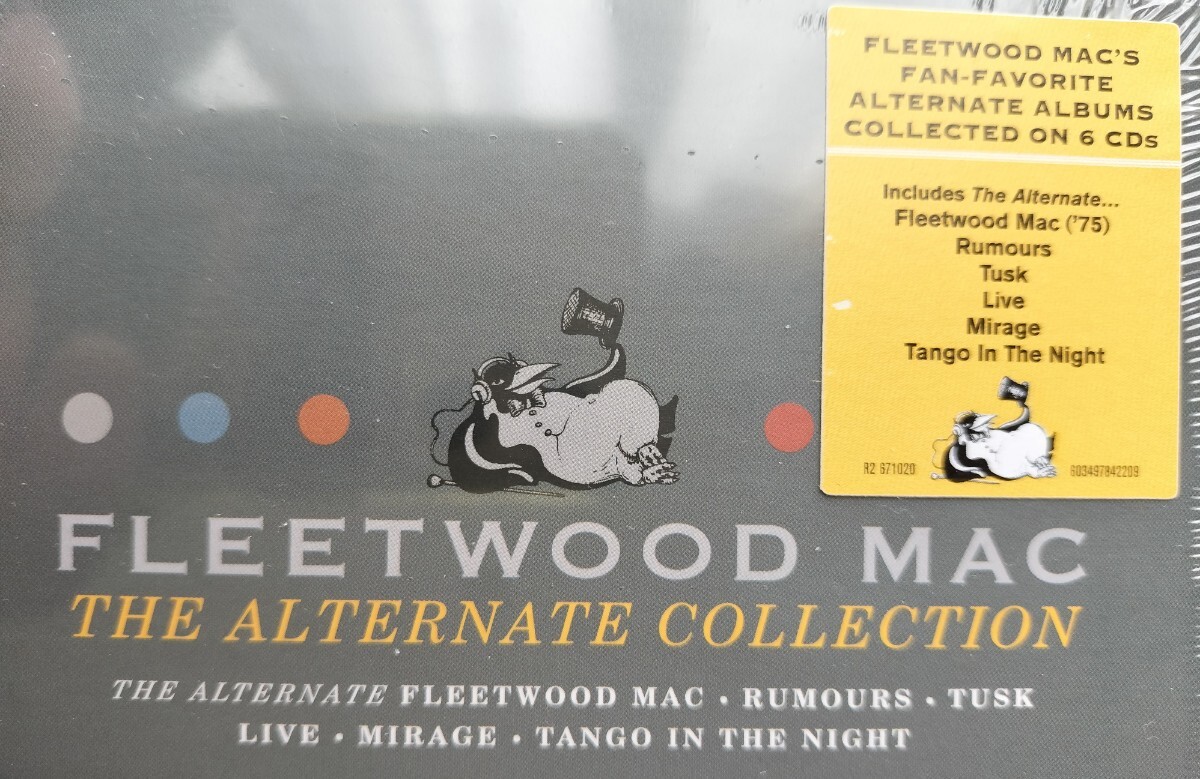 FLEETWOOD MAC'S
FAN-FAVORITE
ALTERNATE ALBUMS
COLLECTED ON 6 CDs
Includes The Alternate...
Fleetwood Mac ('75)
Rumours
Tusk
Live
Mirage
Tango In The Night
R2 671020
603497842209
FLEETWOOD MAC
THE ALTERNATE COLLECTION
THE ALTERNATE FLEETWOOD MAC • RUMOURS • TUSK
LIVE • MIRAGE • TANGO IN THE NIGHT